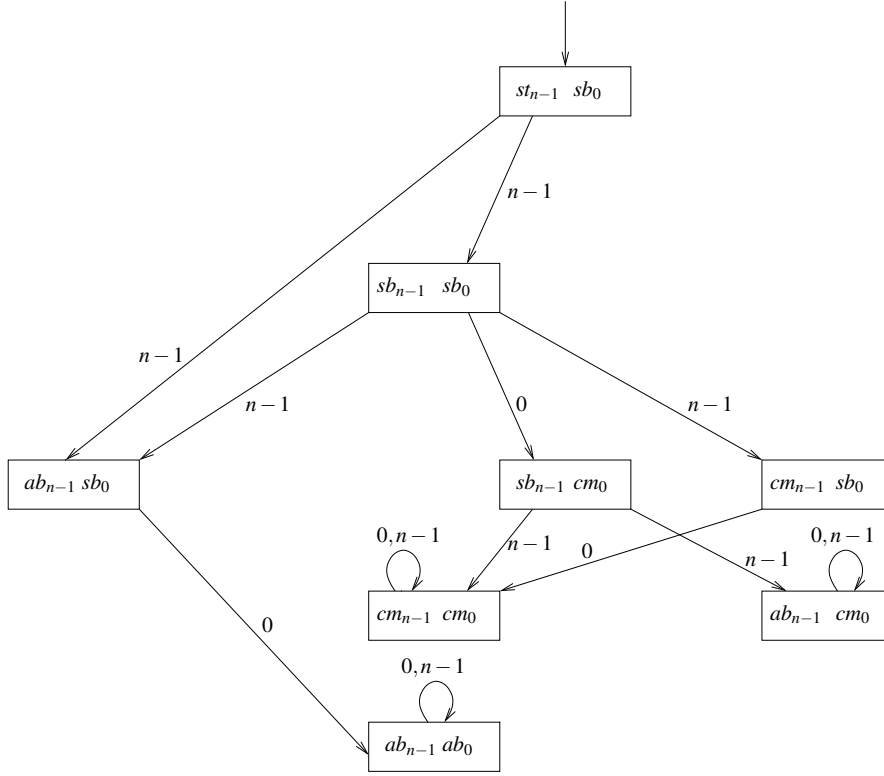 st_{n−1} sb_0
n−1
sb_{n−1} sb_0
n−1
n−1
0
n−1
ab_{n−1} sb_0
sb_{n−1} cm_0
cm_{n−1} sb_0
0,n−1
n−1
0
n−1
0,n−1
cm_{n−1} cm_0
ab_{n−1} cm_0
0
0,n−1
ab_{n−1} ab_0